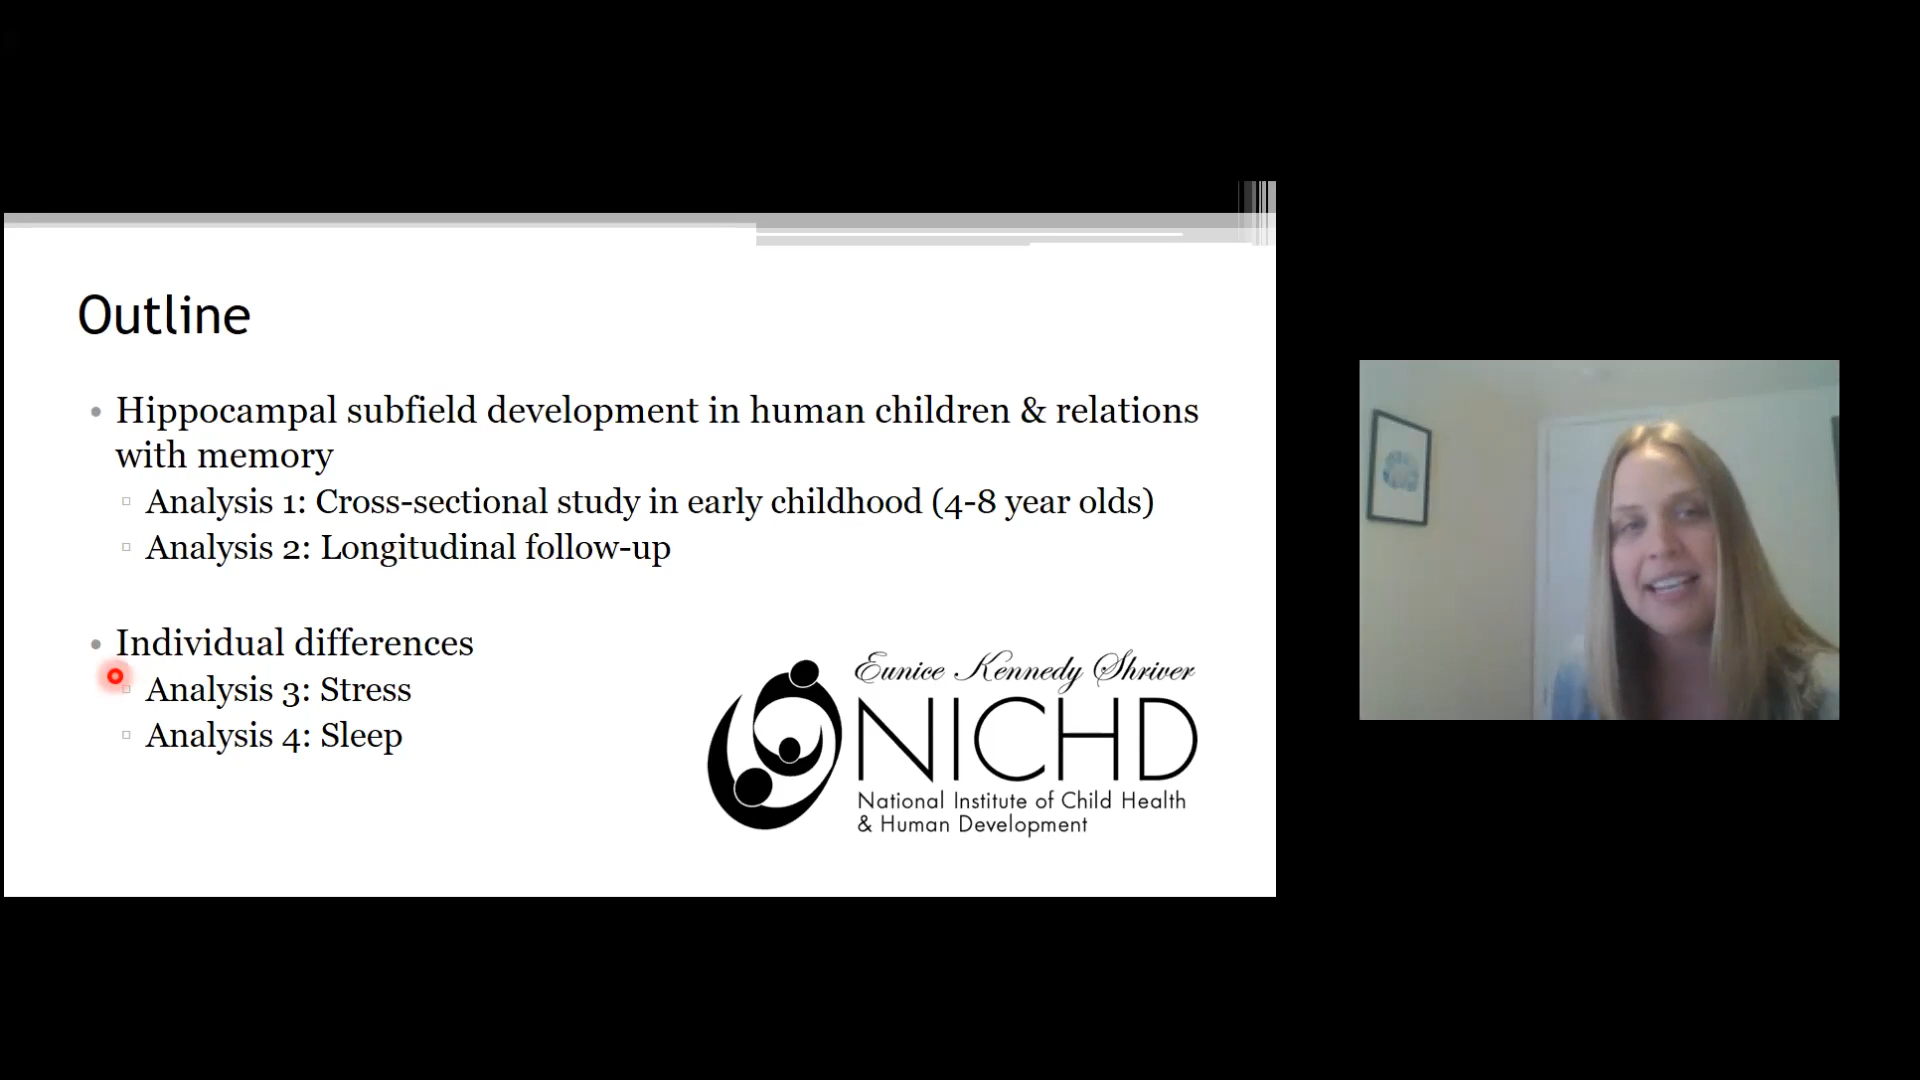 Outline
• Hippocampal subfield development in human children & relations
with memory
▫ Analysis 1: Cross-sectional study in early childhood (4-8 year olds)
▫ Analysis 2: Longitudinal follow-up
• Individual differences
▫ Analysis 3: Stress
▫ Analysis 4: Sleep
Eunice Kennedy Shriver
NICHD
National Institute of Child Health
& Human Development